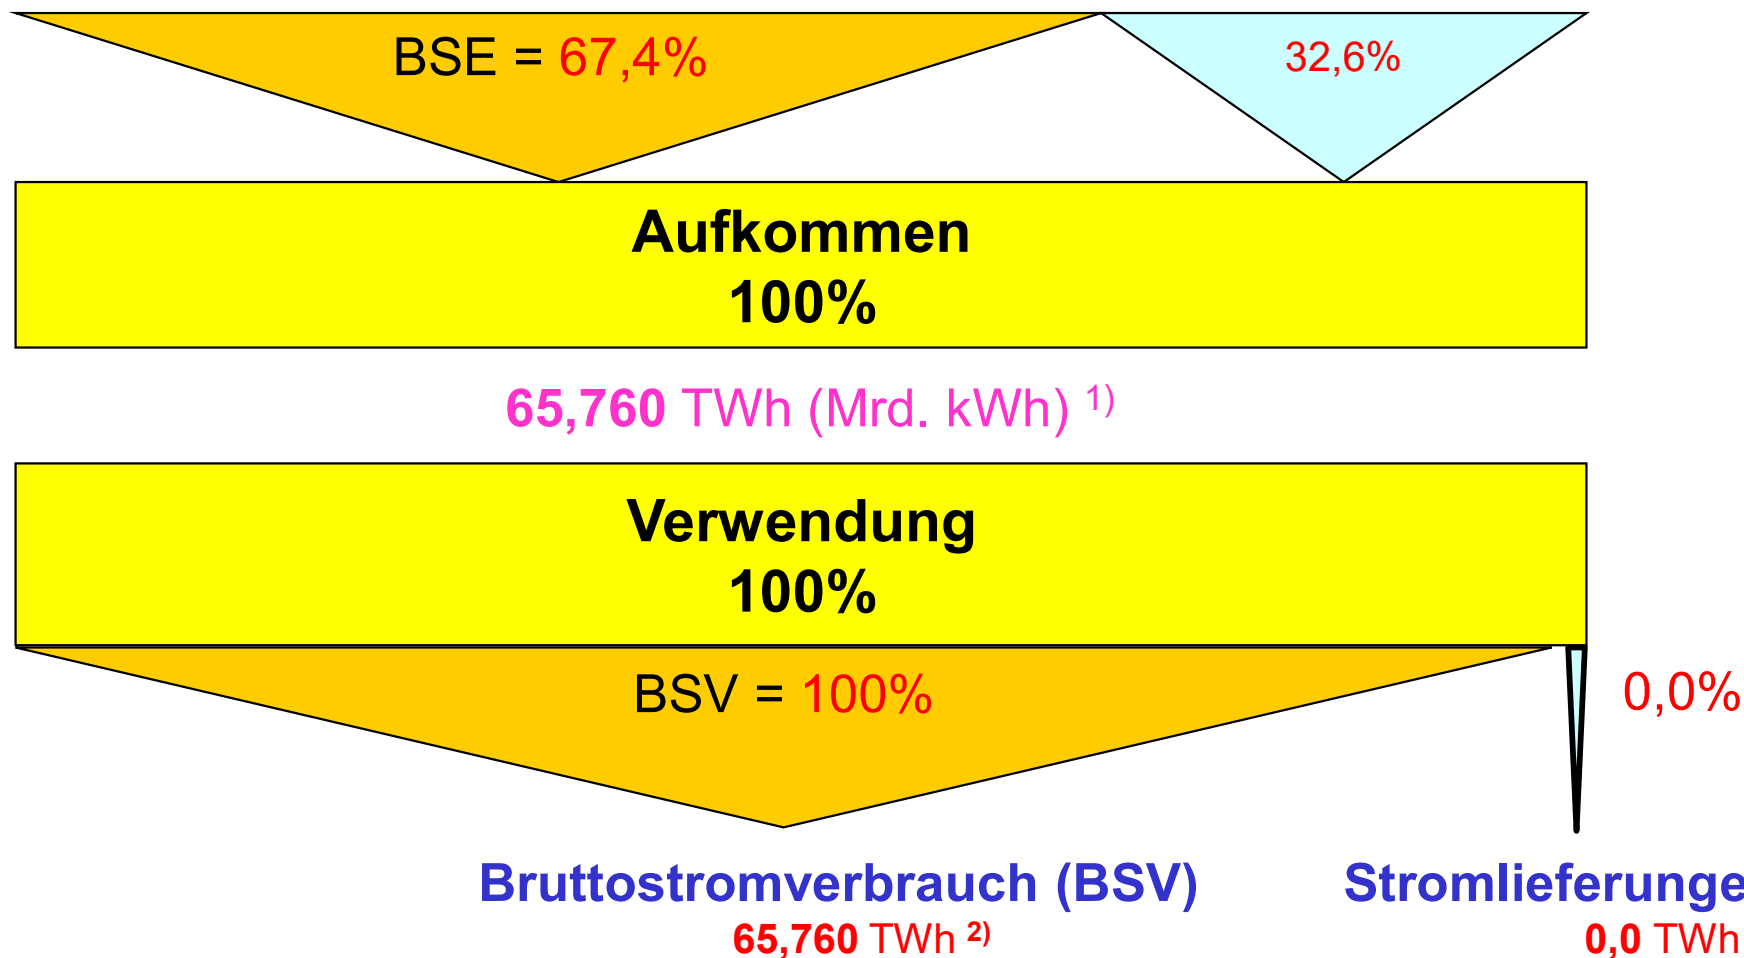 BSE = 67,4%
32,6%
Aufkommen
100%
65,760 TWh (Mrd. kWh) 1)
Verwendung
100%
BSV = 100%
0,0%
Bruttostromverbrauch (BSV)
Stromlieferunge
65,760 TWh 2)
0,0 TWh